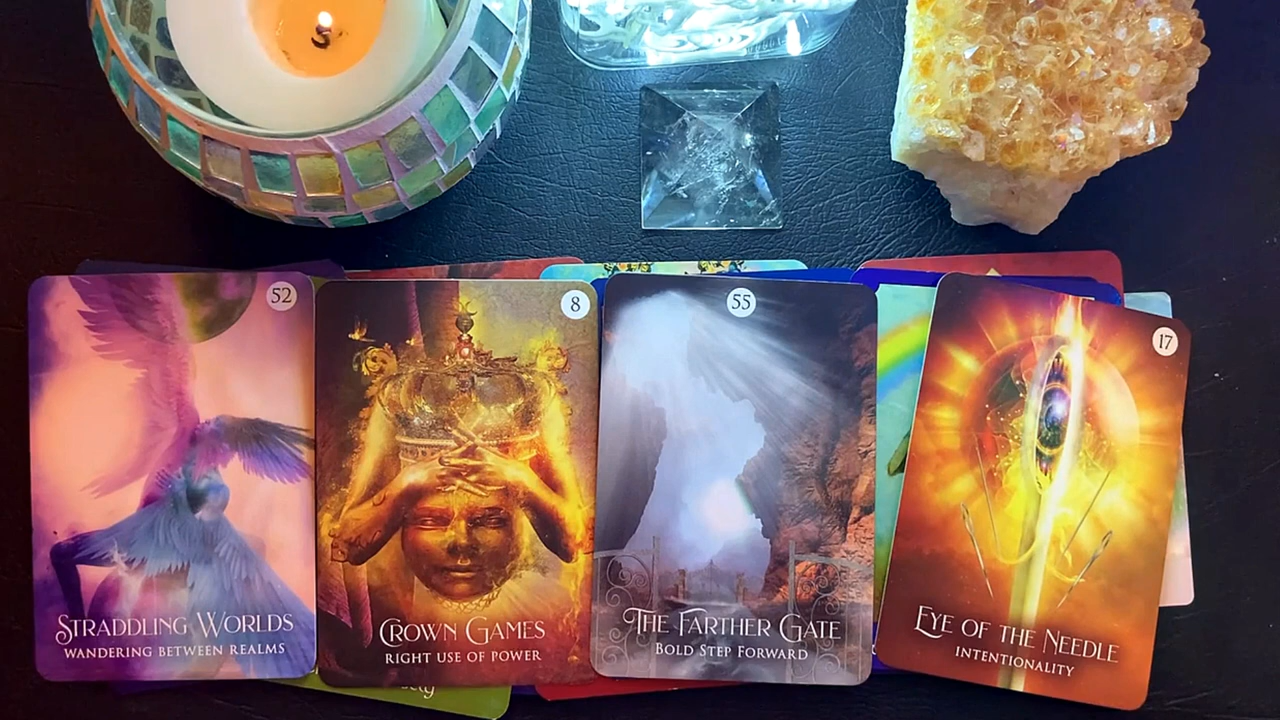 52
STRADDLING WORLDS
WANDERING BETWEEN REALMS
8
CROWN GAMES
RIGHT USE OF POWER
55
THE FARTHER GATE
BOLD STEP FORWARD
17
EYE OF THE NEEDLE
INTENTIONALITY